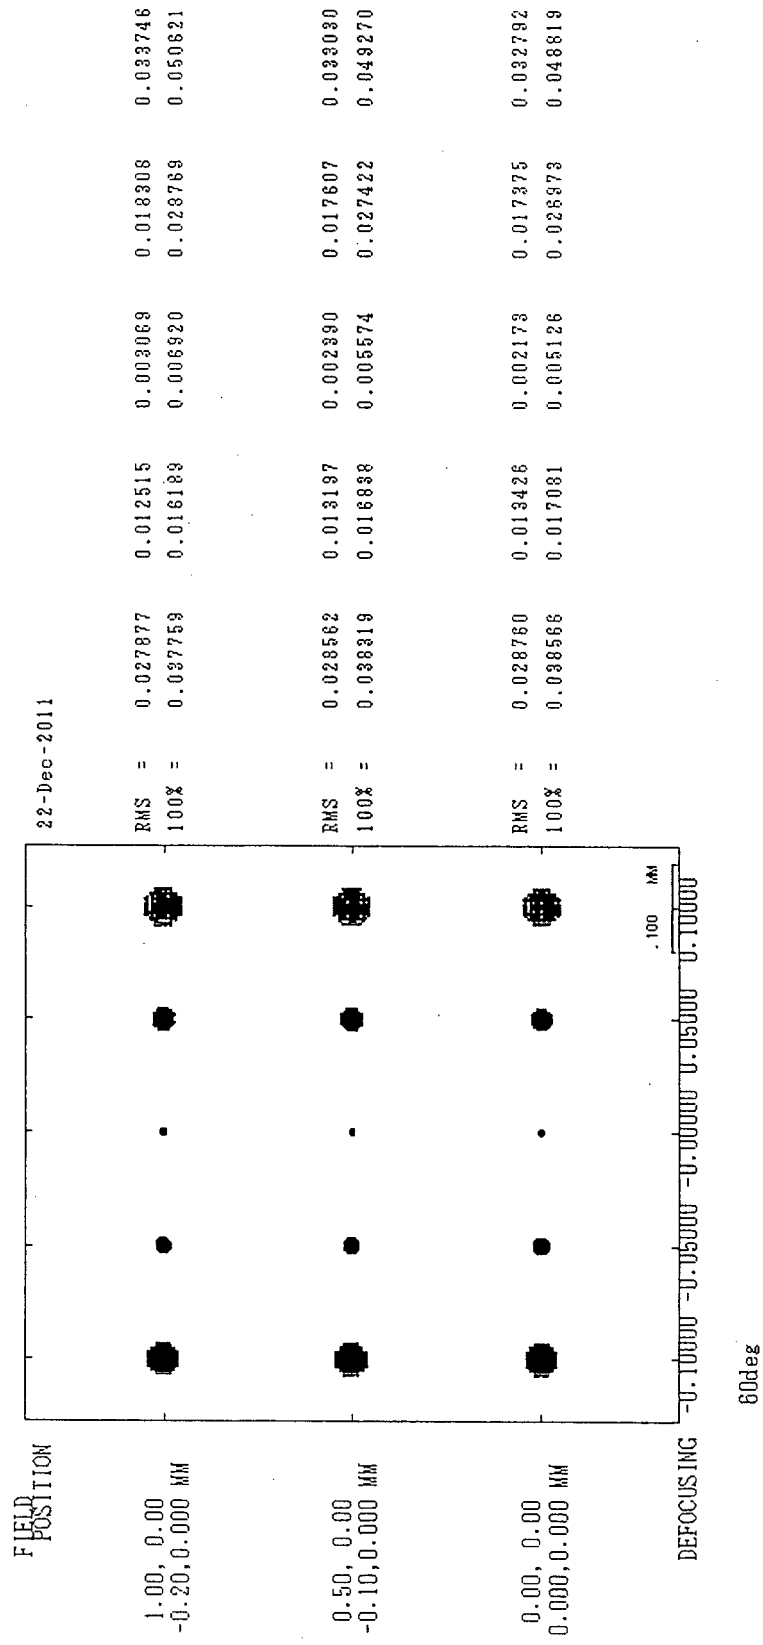 FIELD
POSITION
22-Dec-2011
1.00, 0.00 RMS = 0.027877 0.012515 0.003069 0.018308 0.033746
-0.20,0.000 MM 100% = 0.037759 0.016189 0.006920 0.028769 0.050621
0.50, 0.00 RMS = 0.028562 0.013197 0.002390 0.017607 0.033030
-0.10,0.000 MM 100% = 0.038319 0.016838 0.005574 0.027422 0.049270
0.00, 0.00 RMS = 0.028760 0.013426 0.002173 0.017375 0.032792
0.000,0.000 MM 100% = 0.038566 0.017081 0.005126 0.026973 0.048819
.100 MM
DEFOCUSING -0.10000 -0.05000 -0.00000 0.05000 0.10000
60deg